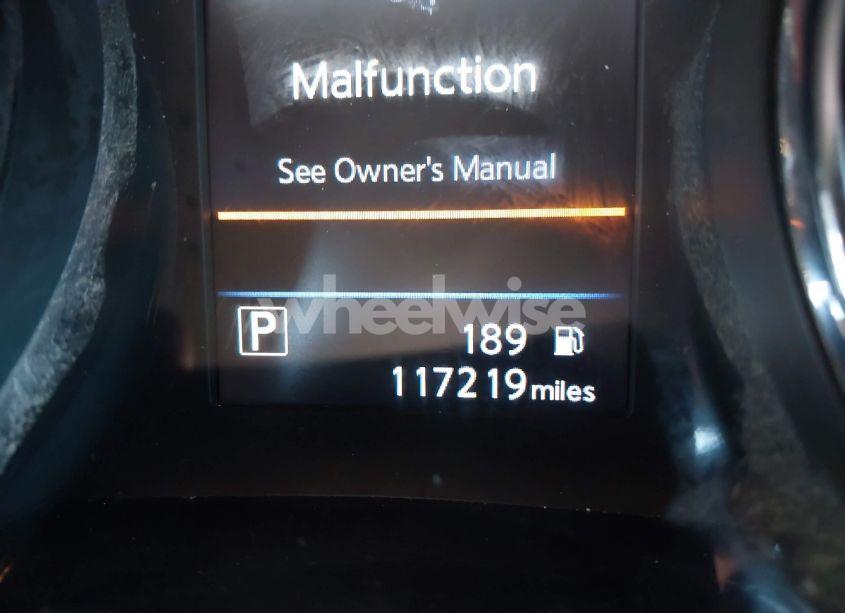 Malfunction
See Owner's Manual
wheelwise
P 189
117219miles